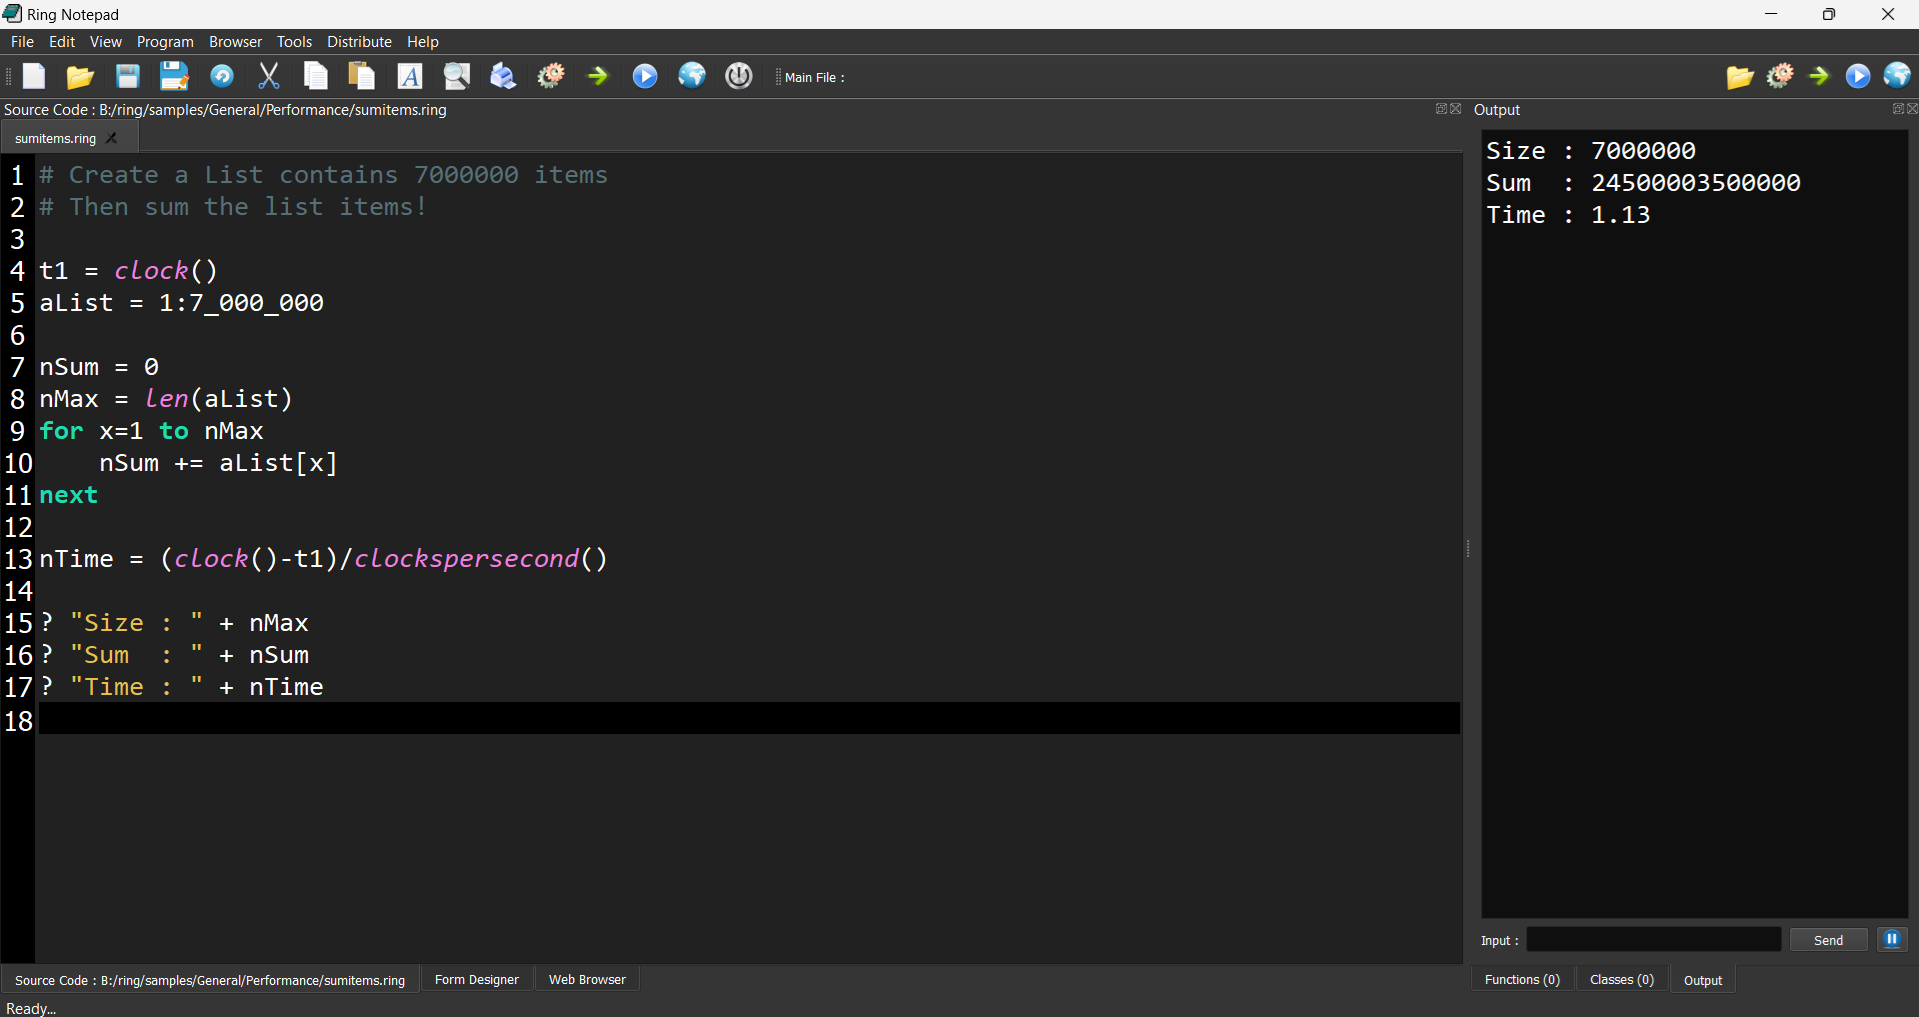 Ring Notepad
File Edit View Program Browser Tools Distribute Help
Main File :
Source Code : B:/ring/samples/General/Performance/sumitems.ring
sumitems.ring
1 # Create a List contains 7000000 items
2 # Then sum the list items!
3
4 t1 = clock()
5 aList = 1:7_000_000
6
7 nSum = 0
8 nMax = len(aList)
9 for x=1 to nMax
10     nSum += aList[x]
11 next
12
13 nTime = (clock()-t1)/clockspersecond()
14
15 ? "Size : " + nMax
16 ? "Sum  : " + nSum
17 ? "Time : " + nTime
18
Output
Size : 7000000
Sum  : 24500003500000
Time : 1.13
Input :
Send
Source Code : B:/ring/samples/General/Performance/sumitems.ring Form Designer Web Browser
Functions (0) Classes (0) Output
Ready...